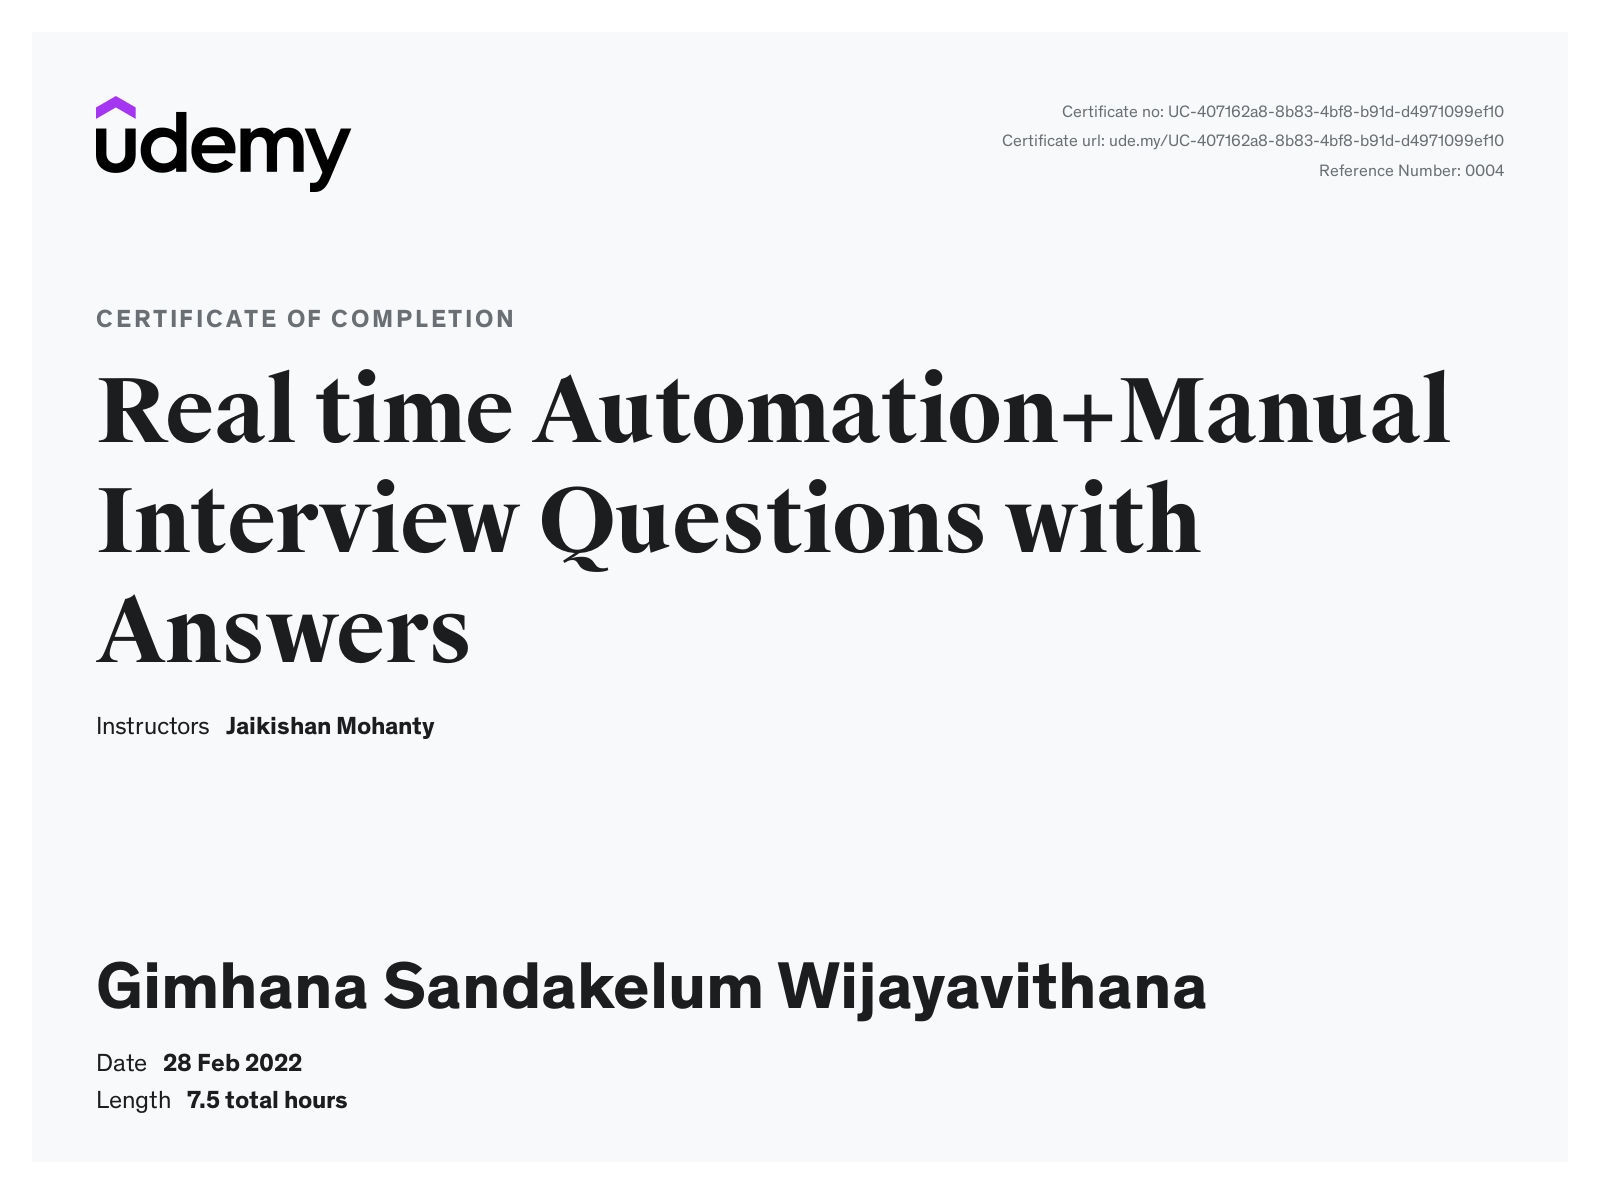 udemy
Certificate no: UC-407162a8-8b83-4bf8-b91d-d4971099ef10
Certificate url: ude.my/UC-407162a8-8b83-4bf8-b91d-d4971099ef10
Reference Number: 0004
CERTIFICATE OF COMPLETION
Real time Automation+Manual
Interview Questions with
Answers
Instructors Jaikishan Mohanty
Gimhana Sandakelum Wijayavithana
Date 28 Feb 2022
Length 7.5 total hours